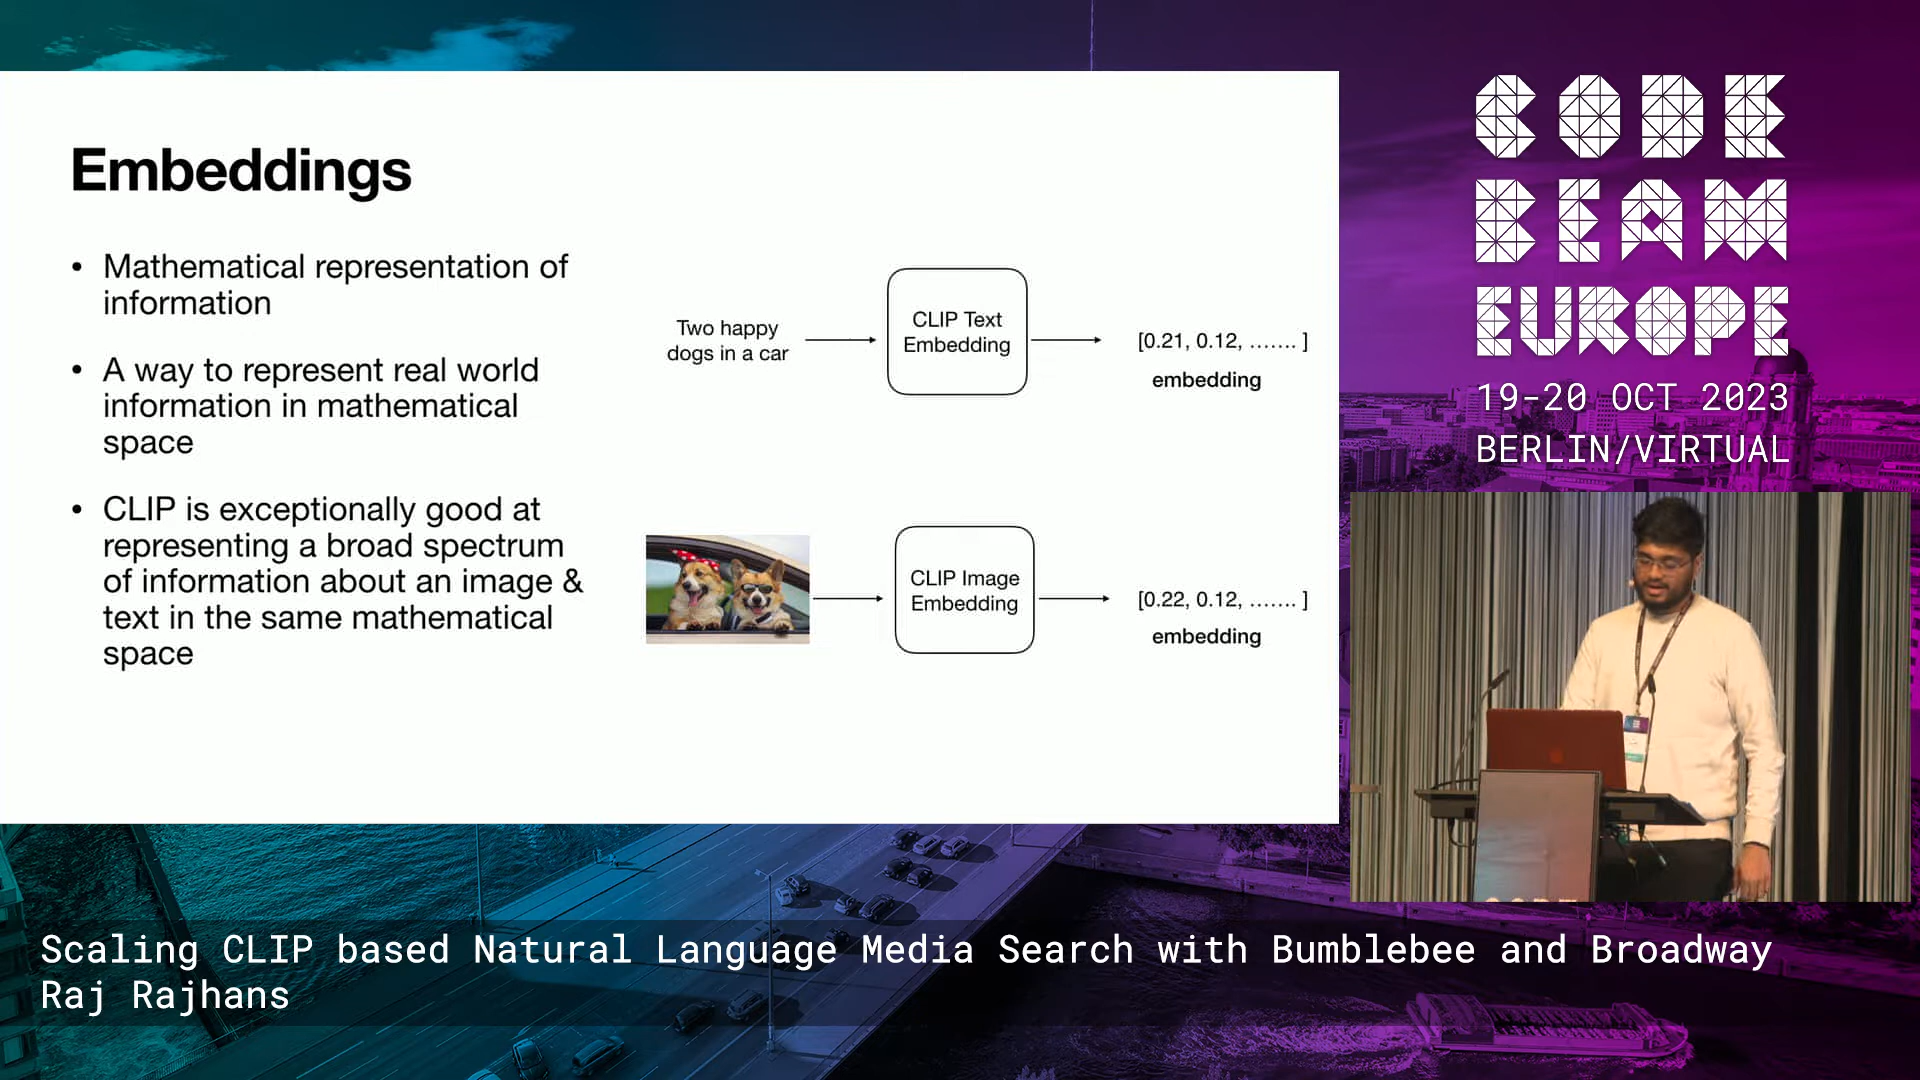 Embeddings
• Mathematical representation of
information
• A way to represent real world
information in mathematical
space
• CLIP is exceptionally good at
representing a broad spectrum
of information about an image &
text in the same mathematical
space
Two happy
dogs in a car
CLIP Text
Embedding
[0.21, 0.12, ....... ]
embedding
CLIP Image
Embedding
[0.22, 0.12, ....... ]
embedding
CODE
BEAM
EUROPE
19-20 OCT 2023
BERLIN/VIRTUAL
Scaling CLIP based Natural Language Media Search with Bumblebee and Broadway
Raj Rajhans